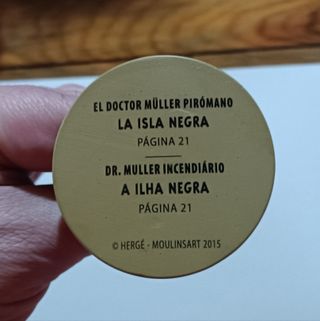 EL DOCTOR MÜLLER PIRÓMANO
LA ISLA NEGRA
PÁGINA 21
DR. MULLER INCENDIÁRIO
A ILHA NEGRA
PÁGINA 21
© HERGÉ - MOULINSART 2015